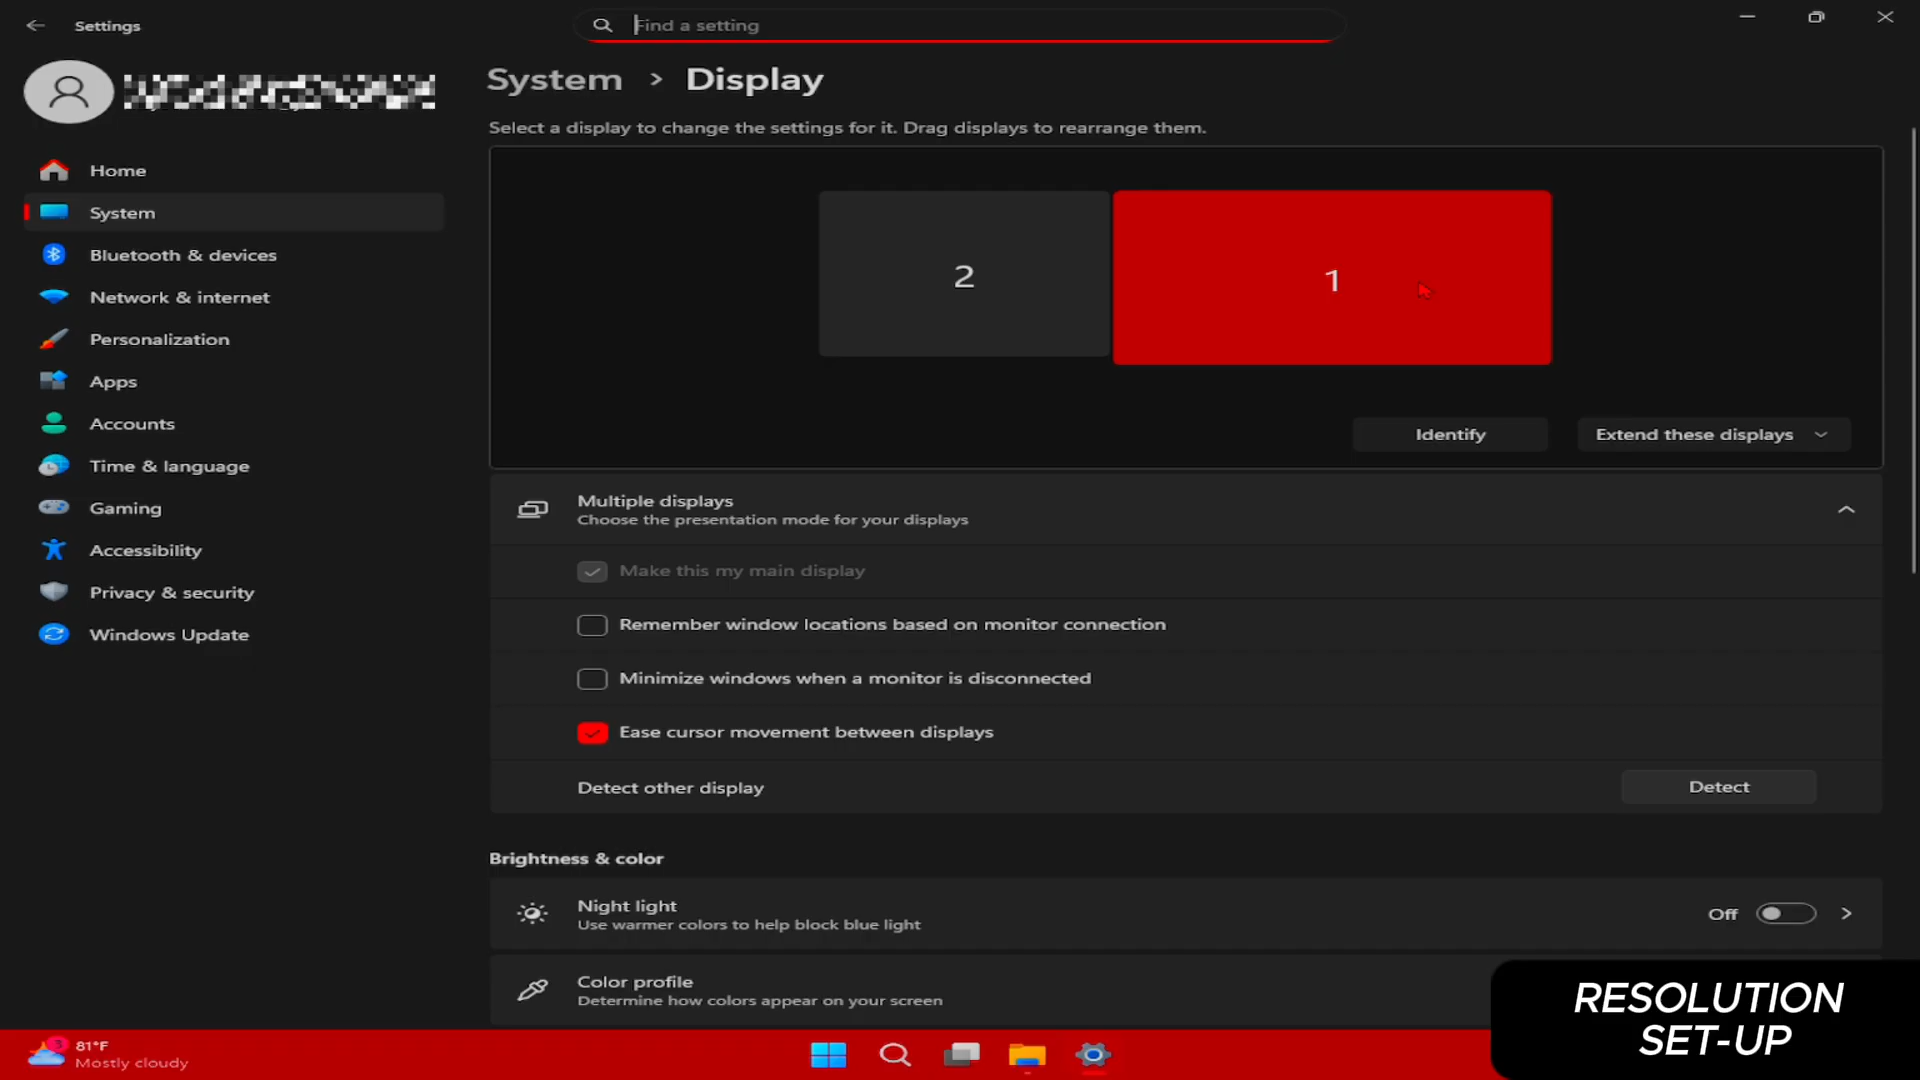 Settings
Find a setting
System > Display
Select a display to change the settings for it. Drag displays to rearrange them.
Home
System
Bluetooth & devices
Network & internet
Personalization
Apps
Accounts
Time & language
Gaming
Accessibility
Privacy & security
Windows Update
2
1
Identify
Extend these displays
Multiple displays
Choose the presentation mode for your displays
Make this my main display
Remember window locations based on monitor connection
Minimize windows when a monitor is disconnected
Ease cursor movement between displays
Detect other display
Detect
Brightness & color
Night light
Use warmer colors to help block blue light
Off
Color profile
Determine how colors appear on your screen
RESOLUTION
SET-UP
3
81°F
Mostly cloudy